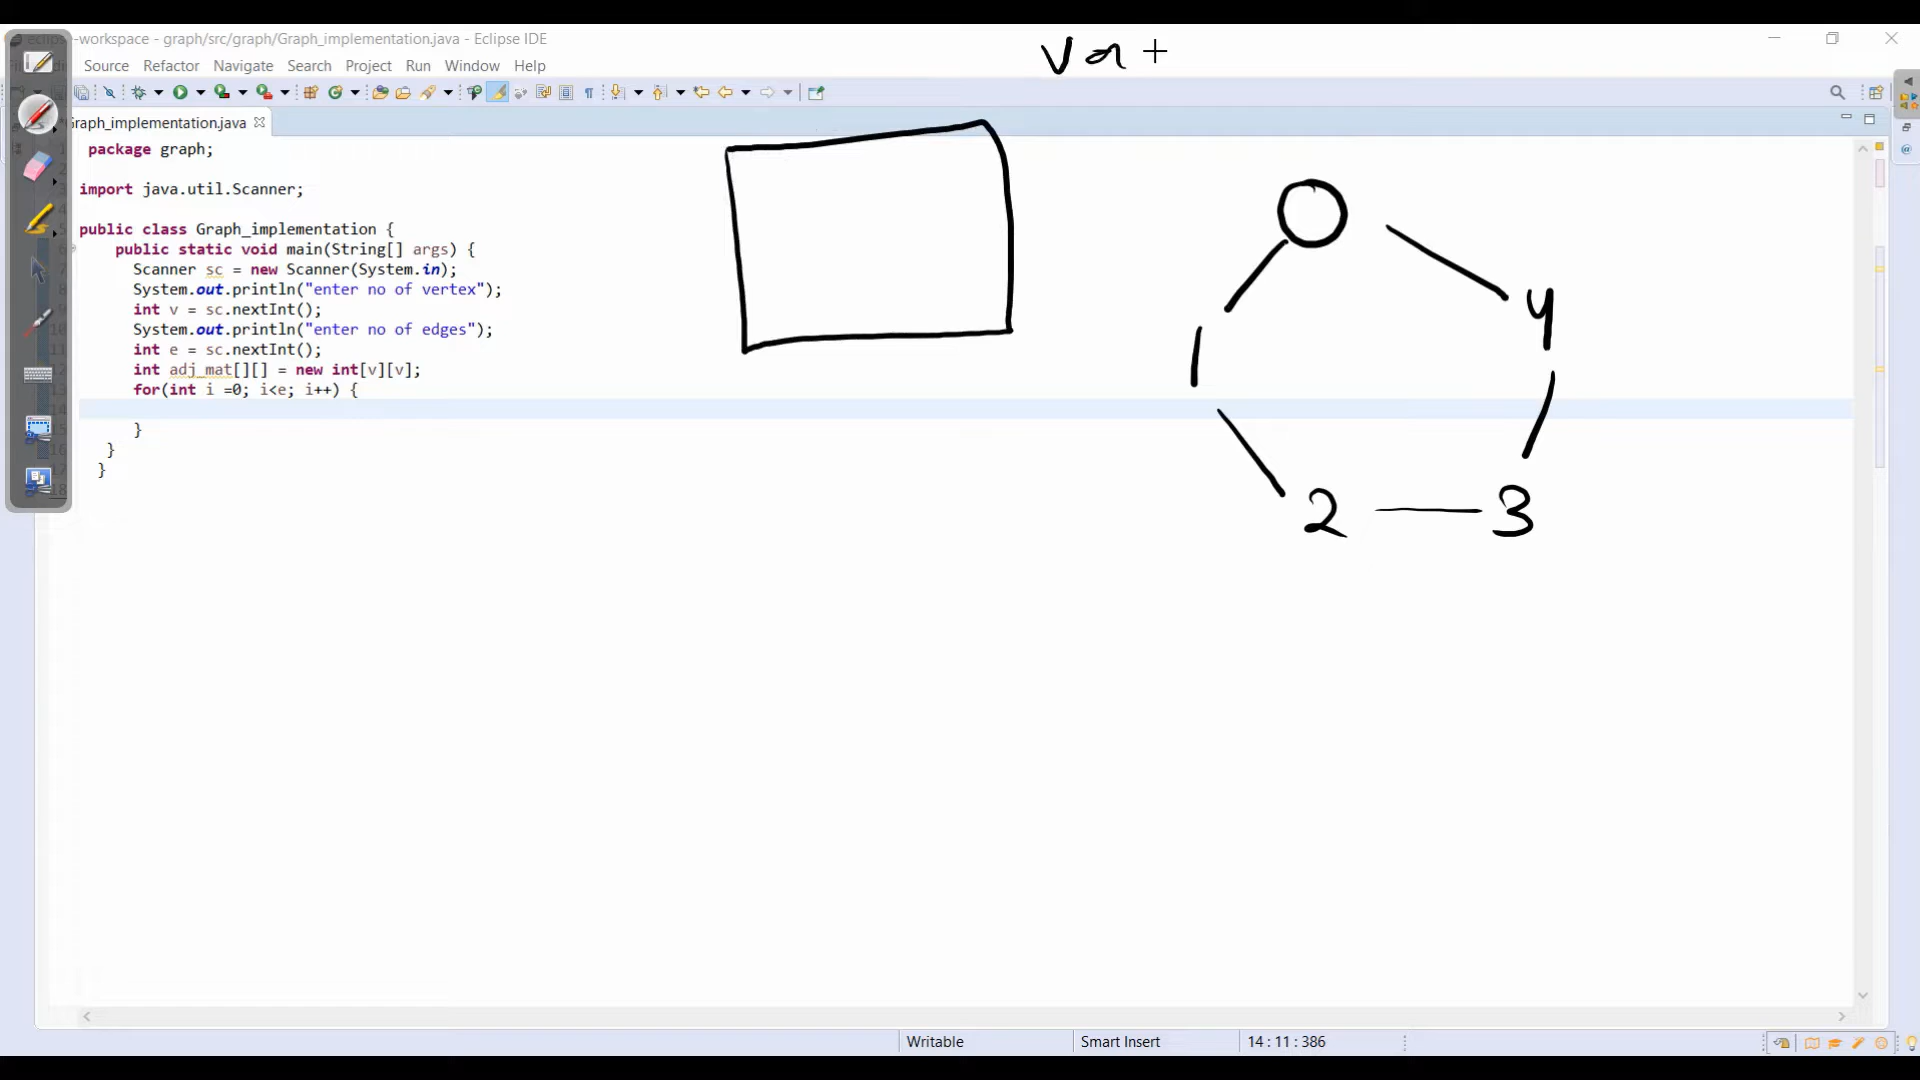 eclipse-workspace - graph/src/graph/Graph_implementation.java - Eclipse IDE
Source Refactor Navigate Search Project Run Window Help
Graph_implementation.java
package graph;
import java.util.Scanner;
public class Graph_implementation {
public static void main(String[] args) {
Scanner sc = new Scanner(System.in);
System.out.println("enter no of vertex");
int v = sc.nextInt();
System.out.println("enter no of edges");
int e = sc.nextInt();
int adj_mat[][] = new int[v][v];
for(int i =0; i<e; i++) {
}
}
}
0
1
4
2
3
Writable Smart Insert 14 : 11 : 386